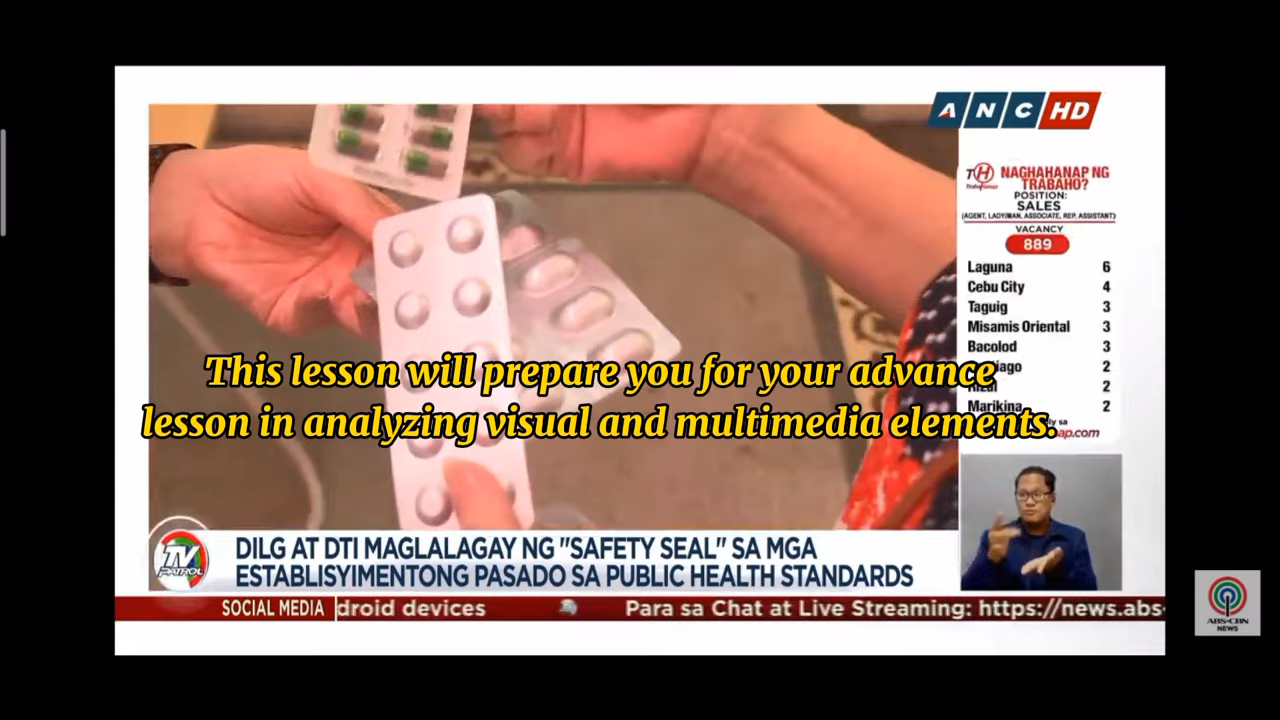 ANC HD
TH
NAGHAHANAP NG
TRABAHO?
POSITION:
SALES
(AGENT, LADY/MAN, ASSOCIATE, REP, ASSISTANT)
VACANCY
889
Laguna 6
Cebu City 4
Taguig 3
Misamis Oriental 3
Bacolod 3
2
2
Marikina 2
This lesson will prepare you for your advance
lesson in analyzing visual and multimedia elements.
TV
PATROL
DILG AT DTI MAGLALAGAY NG "SAFETY SEAL" SA MGA
ESTABLISYIMENTONG PASADO SA PUBLIC HEALTH STANDARDS
SOCIAL MEDIA droid devices Para sa Chat at Live Streaming: https://news.abs-
ABS-CBN
NEWS